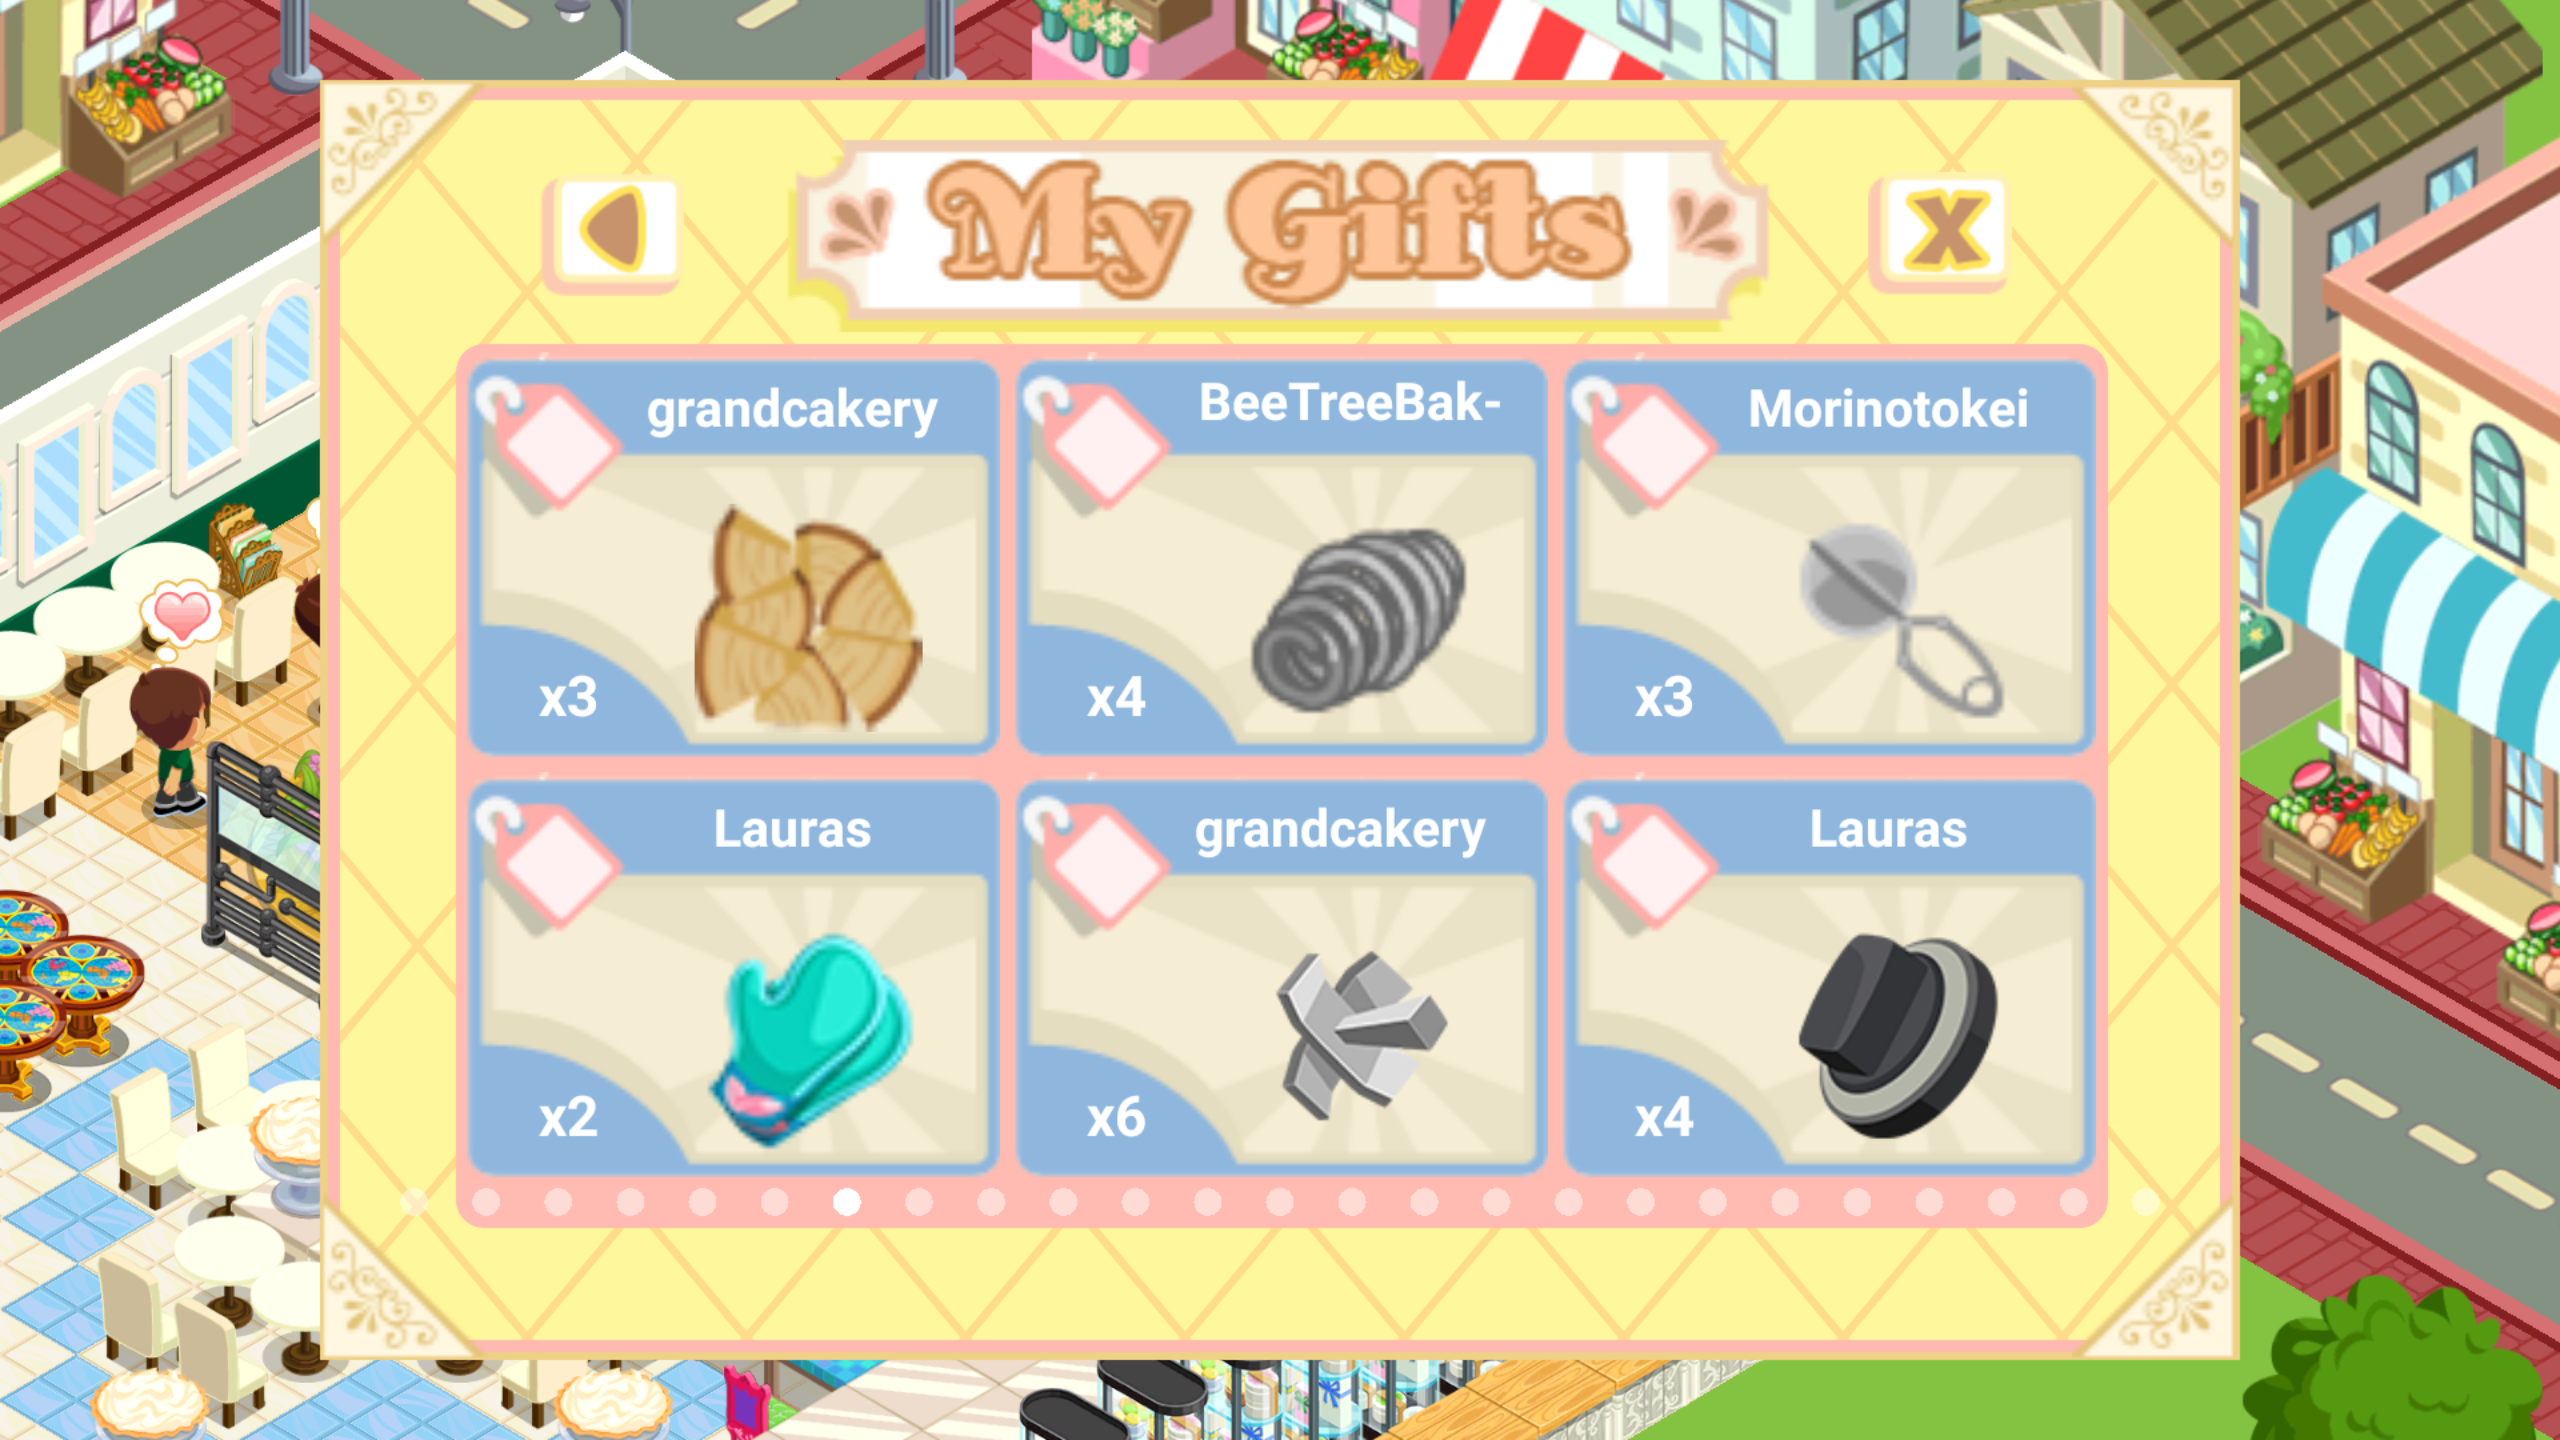 My Gifts
X
grandcakery
x3
BeeTreeBak-
x4
Morinotokei
x3
Lauras
x2
grandcakery
x6
Lauras
x4